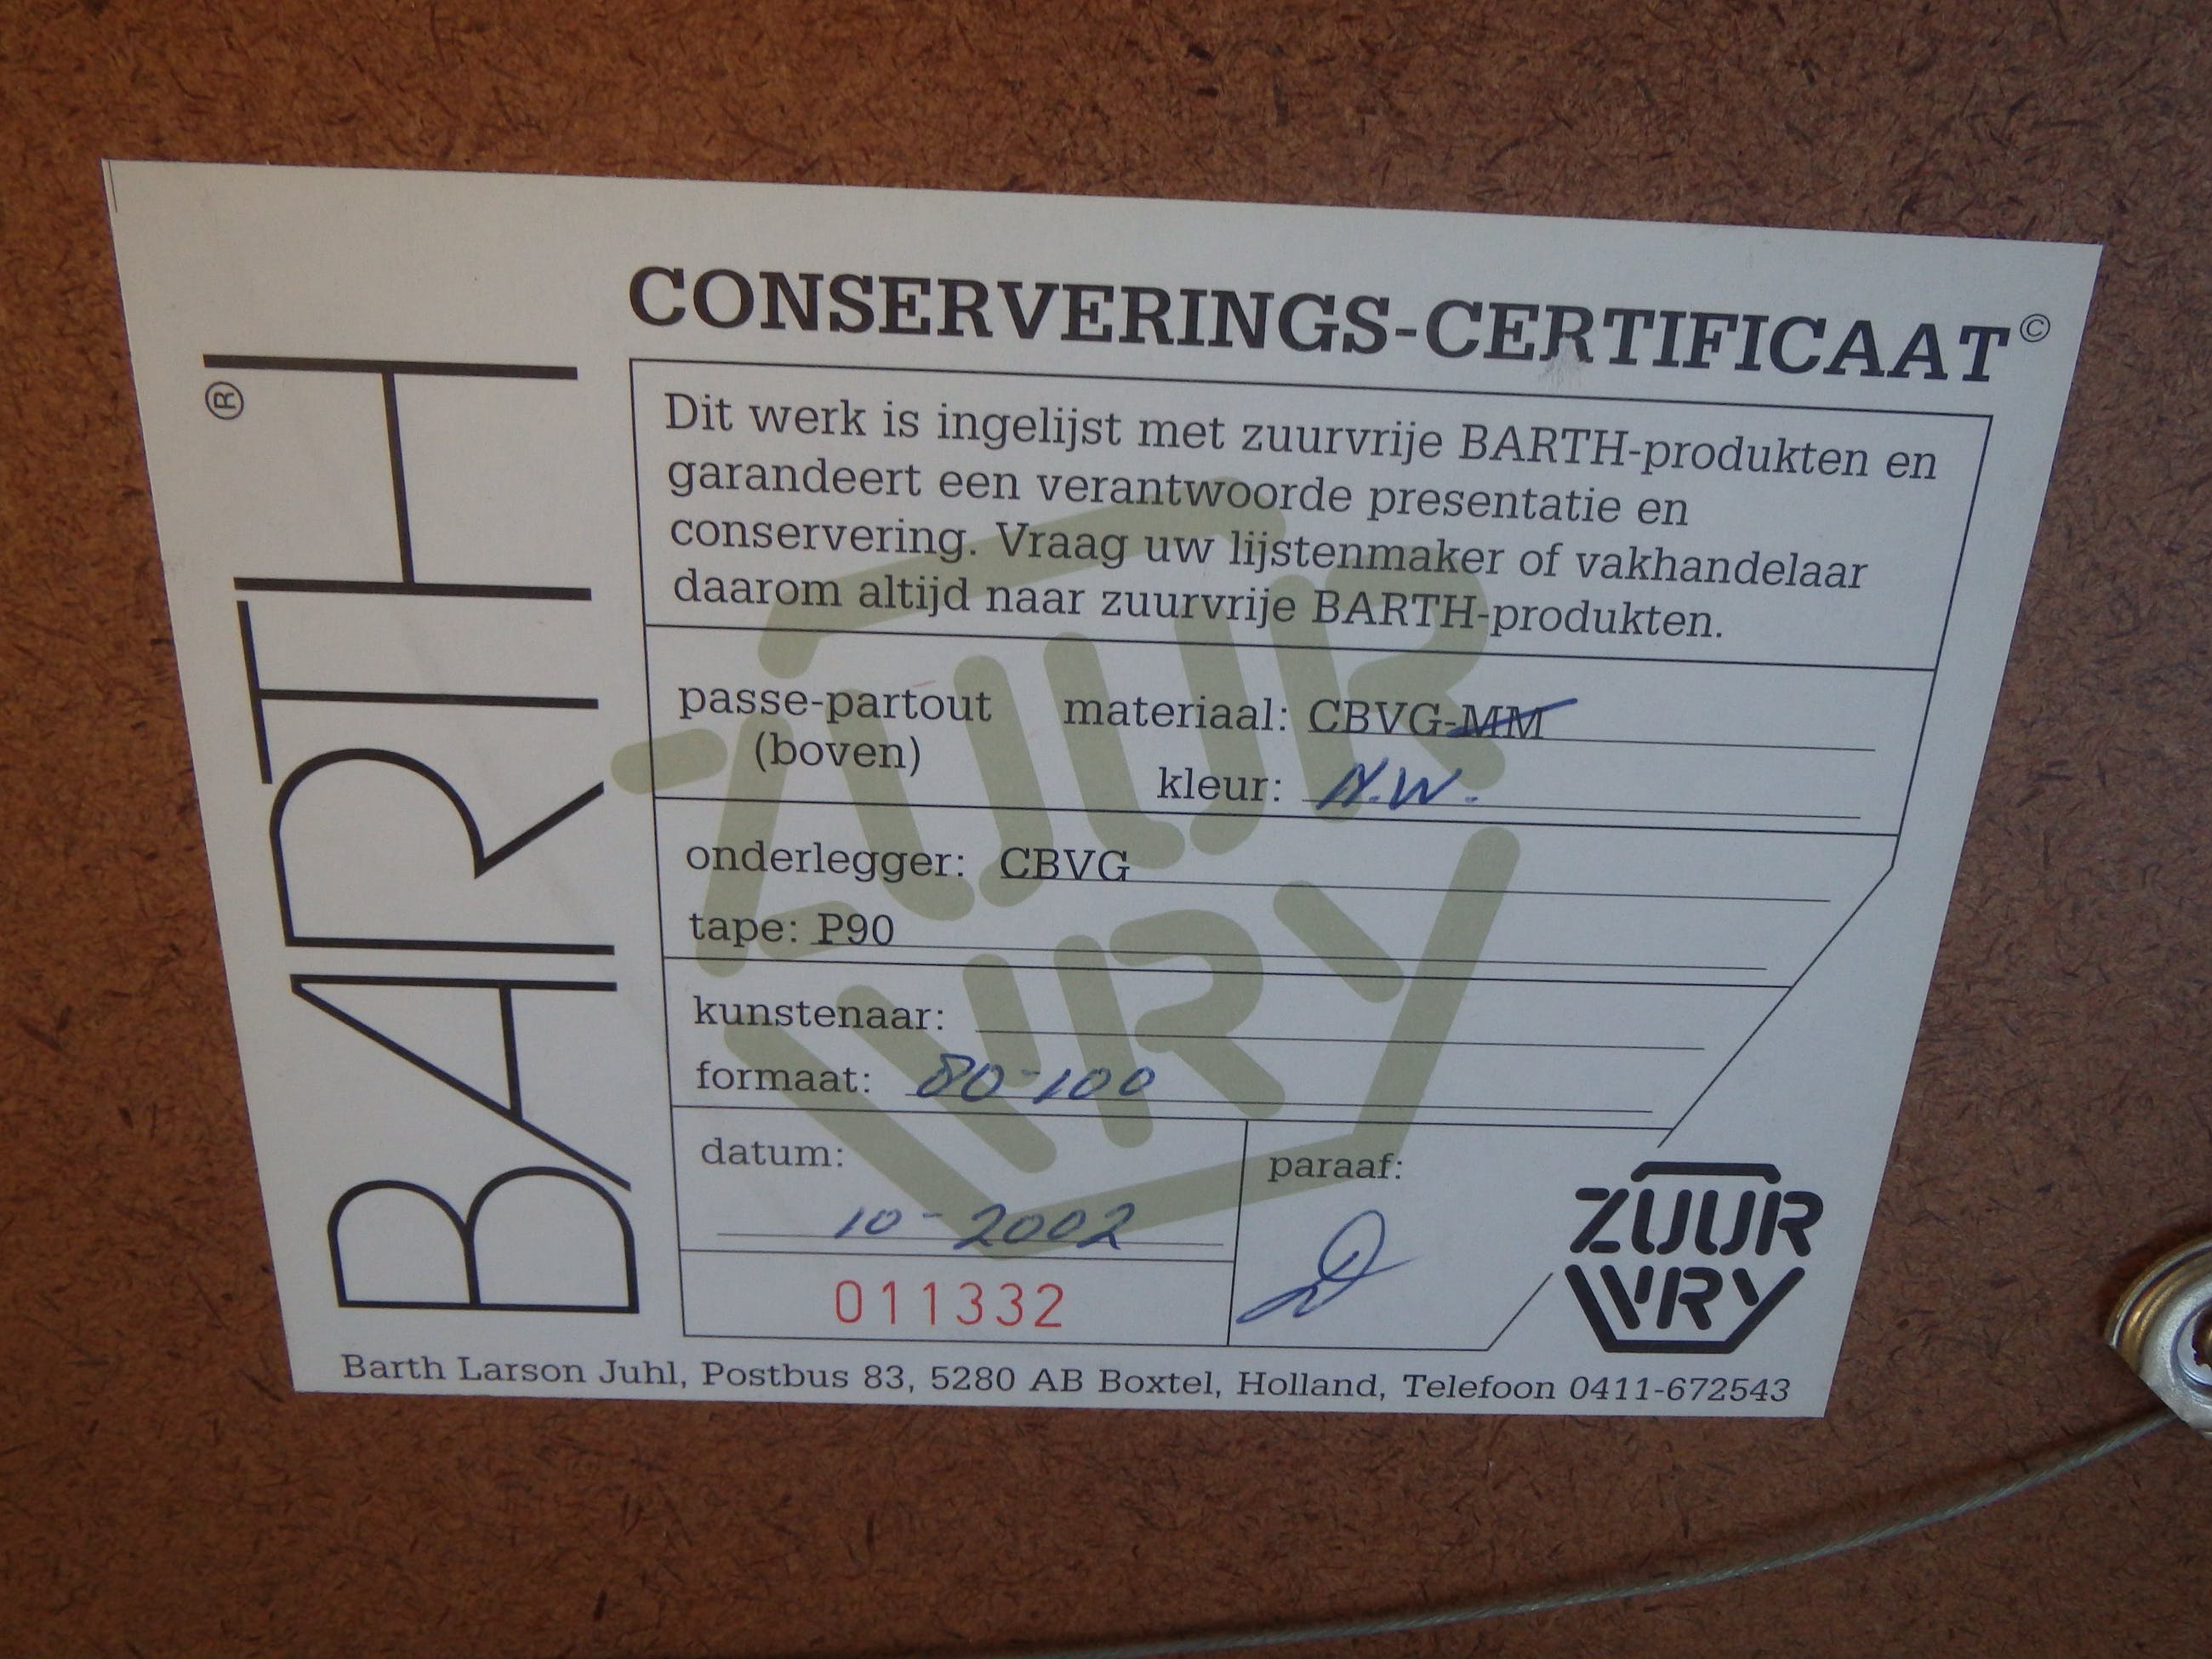 CONSERVERINGS-CERTIFICAAT©
BARTH®
Dit werk is ingelijst met zuurvrije BARTH-produkten en
garandeert een verantwoorde presentatie en
conservering. Vraag uw lijstenmaker of vakhandelaar
daarom altijd naar zuurvrije BARTH-produkten.
passe-partout materiaal: CBVG-MM
(boven) kleur: N.W.
onderlegger: CBVG
tape: P90
kunstenaar:
formaat: 80-100
datum: paraaf:
10-2002
011332
ZUUR
VRY
ZUUR
VRY
Barth Larson Juhl, Postbus 83, 5280 AB Boxtel, Holland, Telefoon 0411-672543